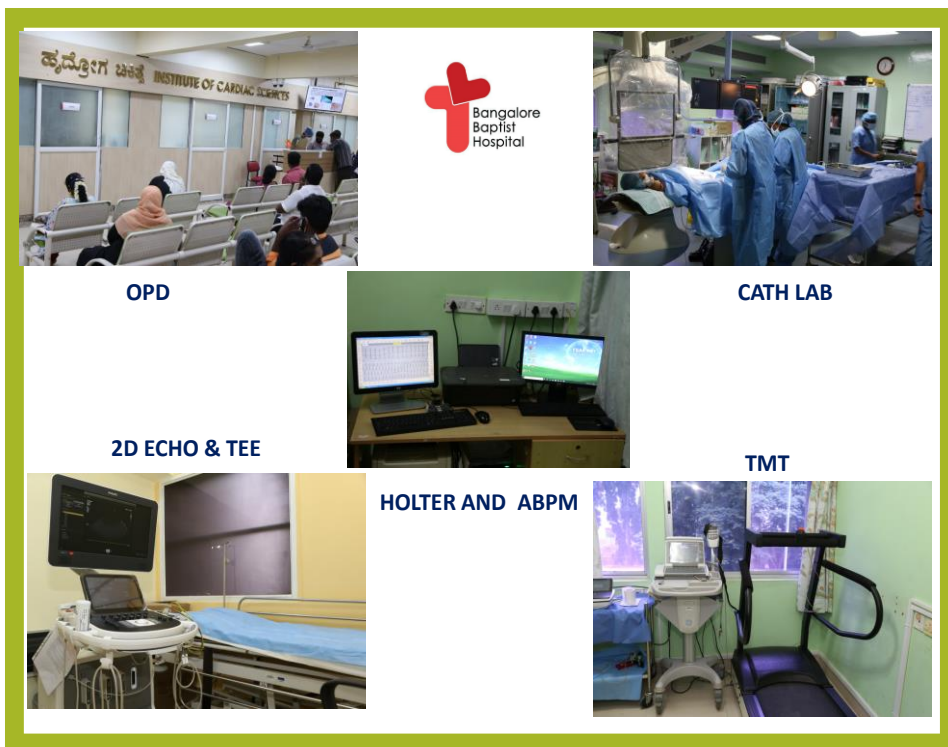 ಹೃದ್ರೋಗ ಚಿಕಿತ್ಸೆ INSTITUTE OF CARDIAC SCIENCES
Bangalore
Baptist
Hospital
OPD
CATH LAB
2D ECHO & TEE
TMT
HOLTER AND ABPM